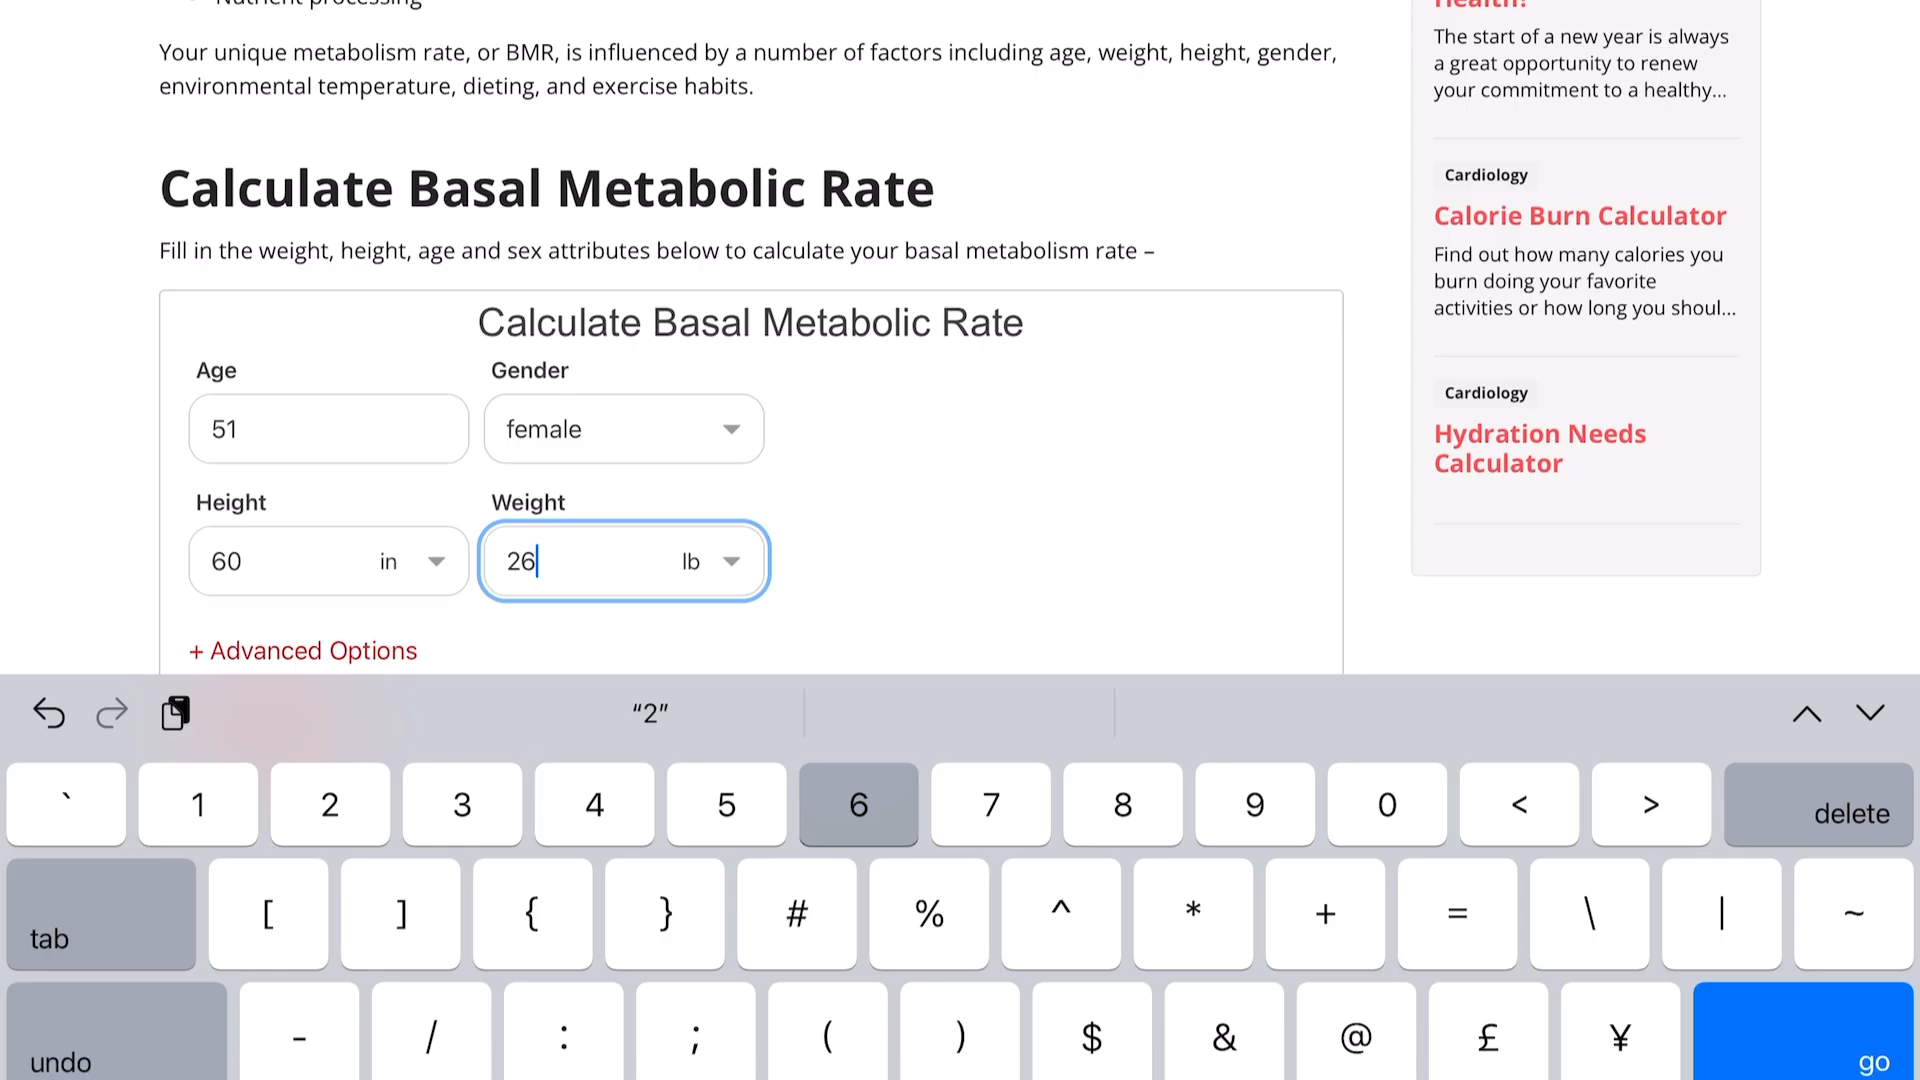 Nutrient processing
Your unique metabolism rate, or BMR, is influenced by a number of factors including age, weight, height, gender,
environmental temperature, dieting, and exercise habits.
Calculate Basal Metabolic Rate
Fill in the weight, height, age and sex attributes below to calculate your basal metabolism rate –
Calculate Basal Metabolic Rate
Age
Gender
51
female
Height
Weight
60 in
26 lb
+ Advanced Options
Health?
The start of a new year is always
a great opportunity to renew
your commitment to a healthy...
Cardiology
Calorie Burn Calculator
Find out how many calories you
burn doing your favorite
activities or how long you shoul...
Cardiology
Hydration Needs
Calculator
“2”
` 1 2 3 4 5 6 7 8 9 0 < > delete
tab [ ] { } # % ^ * + = \ | ~
undo - / : ; ( ) $ & @ £ ¥ go